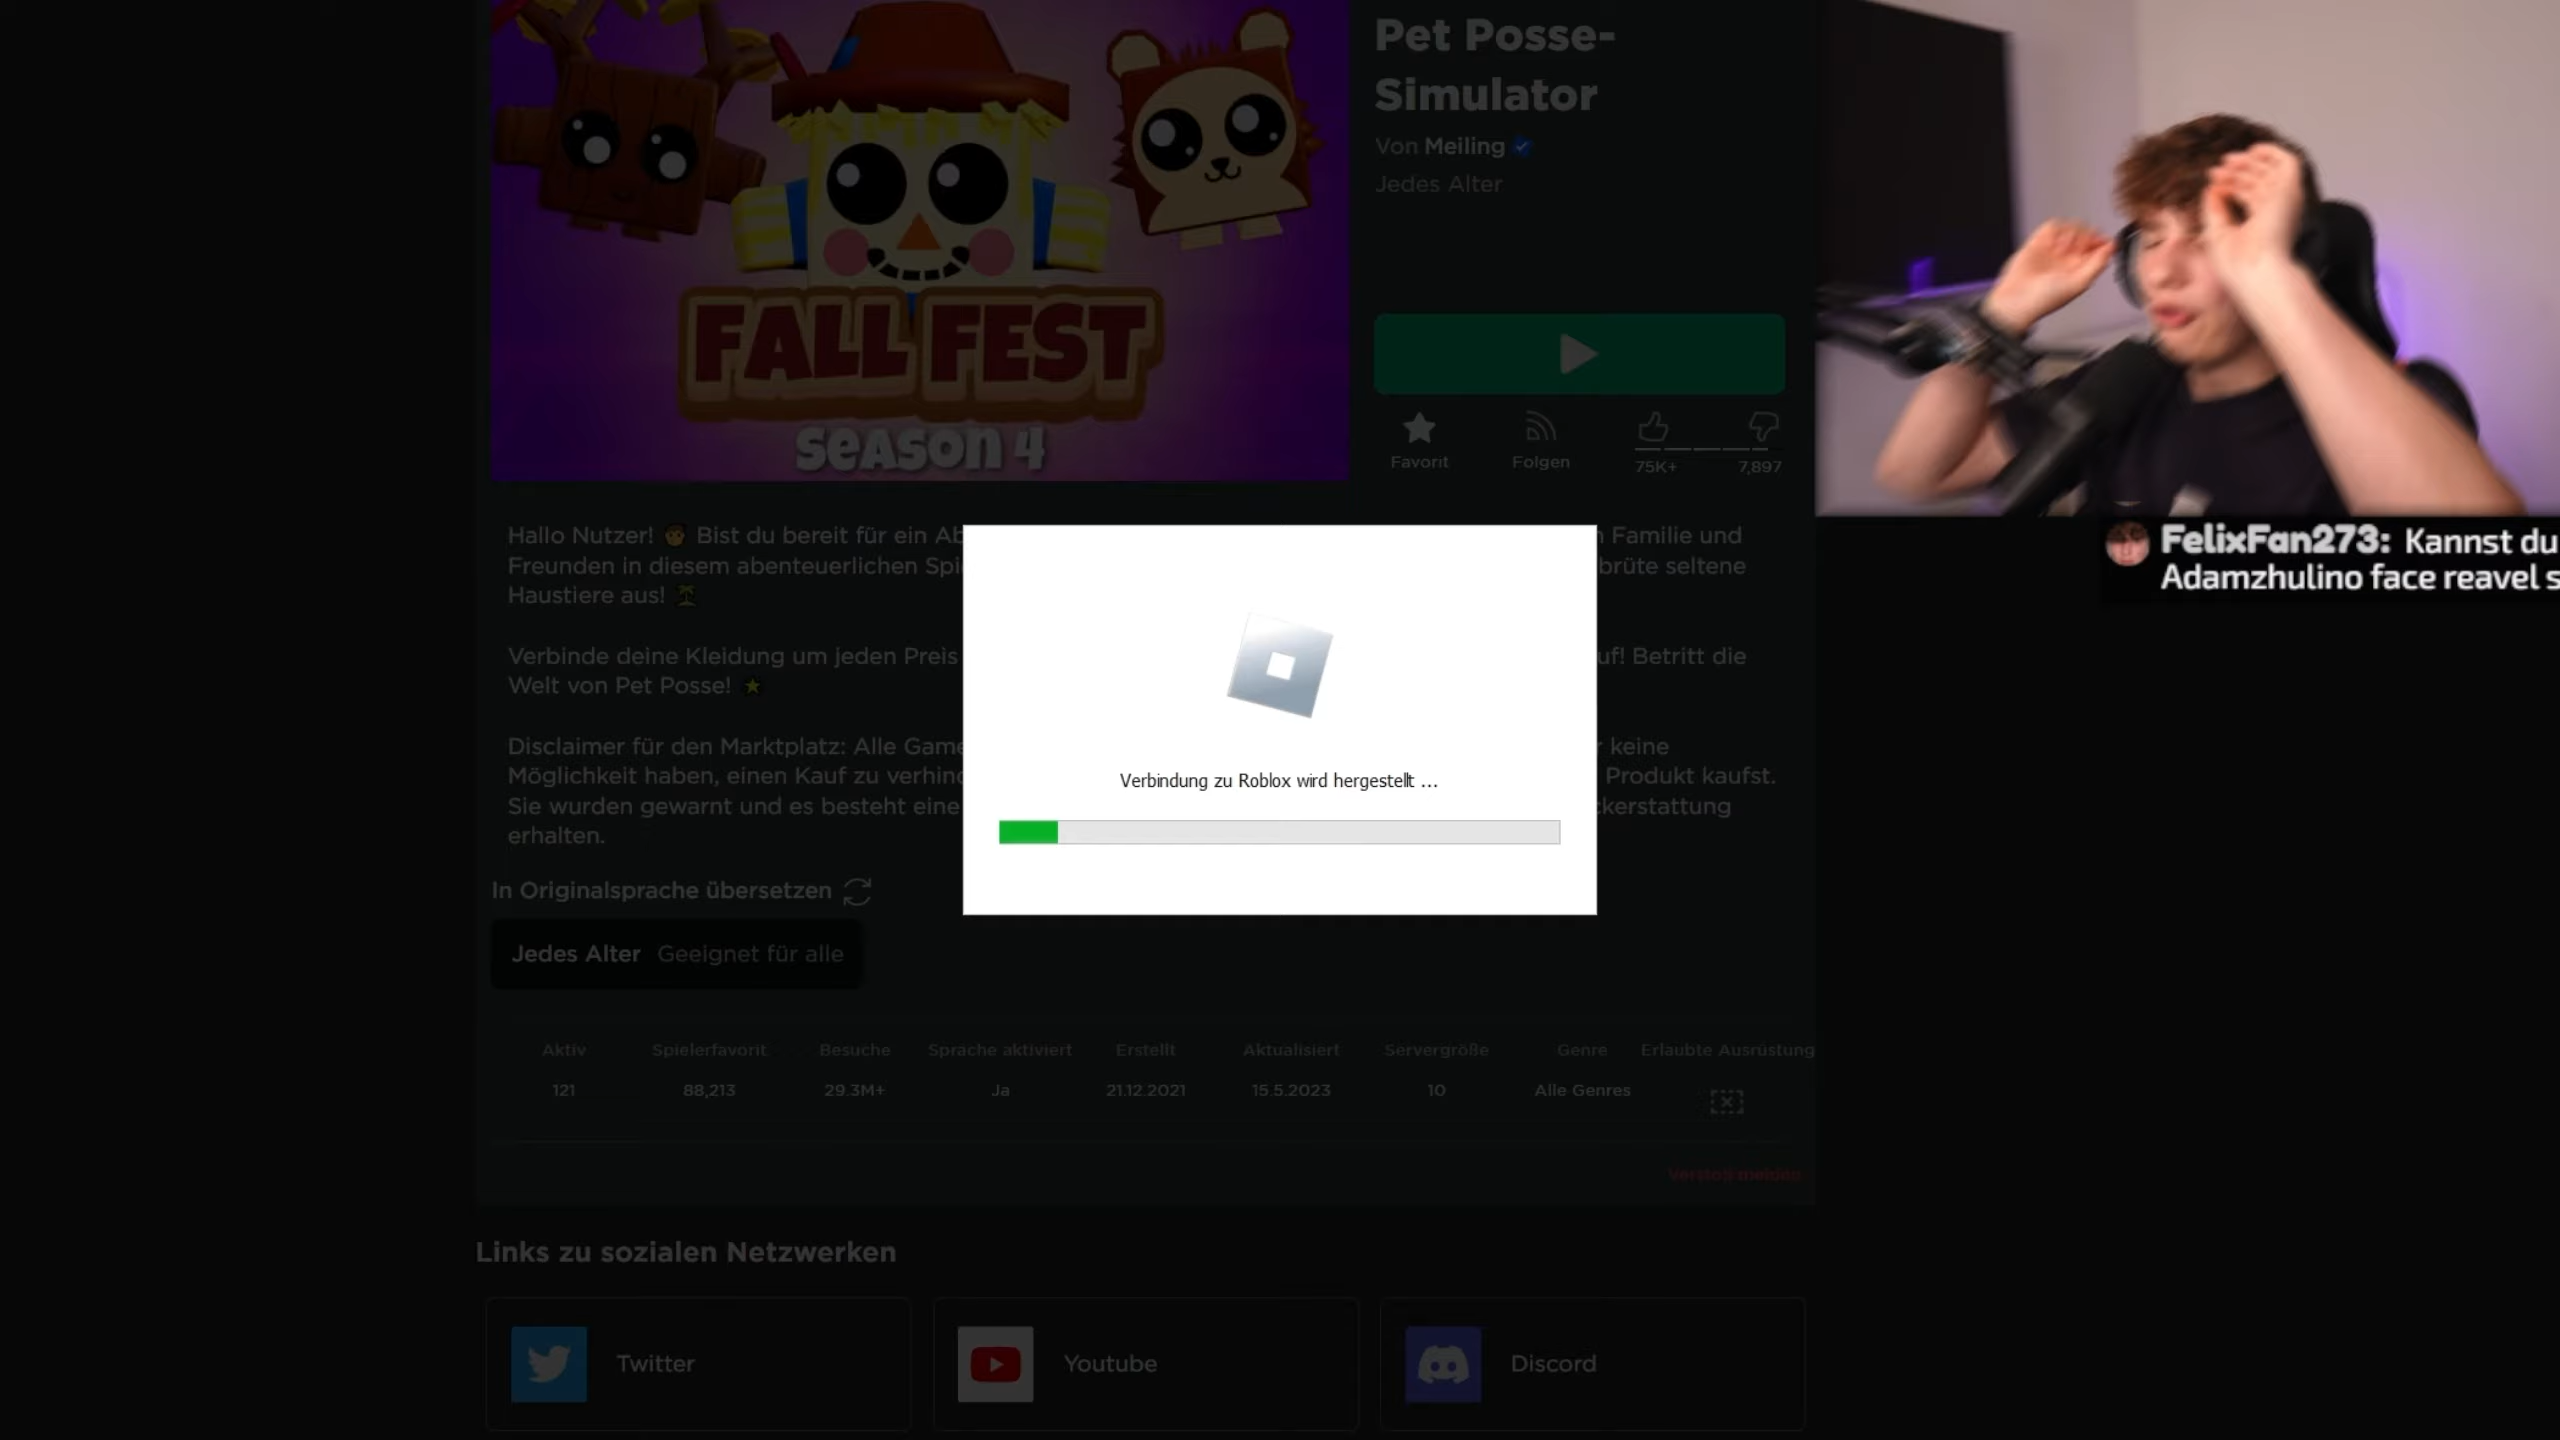 Pet Posse-
Simulator
Von Meiling
Jedes Alter
FALL FEST
SEASON 4
Favorit
Folgen
75K+
7,897
Hallo Nutzer! Bist du bereit für ein
Familie und
Freunden in diesem abenteuerlichen
brüte seltene
Haustiere aus!
Verbinde deine Kleidung um jeden Preis
Betritt die
Welt von Pet Posse!
Disclaimer für den Marktplatz: Alle
keine
Möglichkeit haben, einen Kauf zu
Produkt kaufst.
Sie wurden gewarnt und es besteht eine
erhalten.
Verbindung zu Roblox wird hergestellt ...
FelixFan273: Kannst du
Adamzhulino face reavel
In Originalsprache übersetzen
Jedes Alter Geeignet für alle
Aktiv Spielerfavorit Besuche Sprache aktiviert Erstellt Aktualisiert Servergröße Genre Erlaubte Ausrüstung
121 88,213 29.3M+ Ja 21.12.2021 15.5.2023 10 Alle Genres
Verstoß melden
Links zu sozialen Netzwerken
Twitter
Youtube
Discord